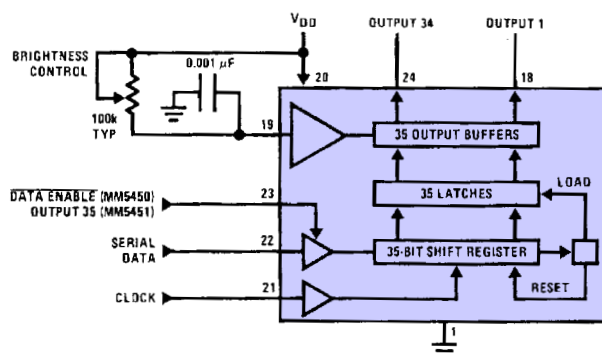 VDD
OUTPUT 34
OUTPUT 1
BRIGHTNESS
CONTROL
0.001 µF
20
24
18
100k
TYP
19
35 OUTPUT BUFFERS
DATA ENABLE (MM5450)
OUTPUT 35 (MM5451)
23
35 LATCHES
LOAD
SERIAL
DATA
22
35-BIT SHIFT REGISTER
CLOCK
21
RESET
1